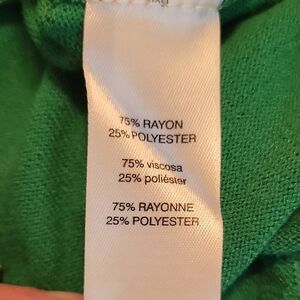 75% RAYON
25% POLYESTER
75% viscosa
25% poliéster
75% RAYONNE
25% POLYESTER